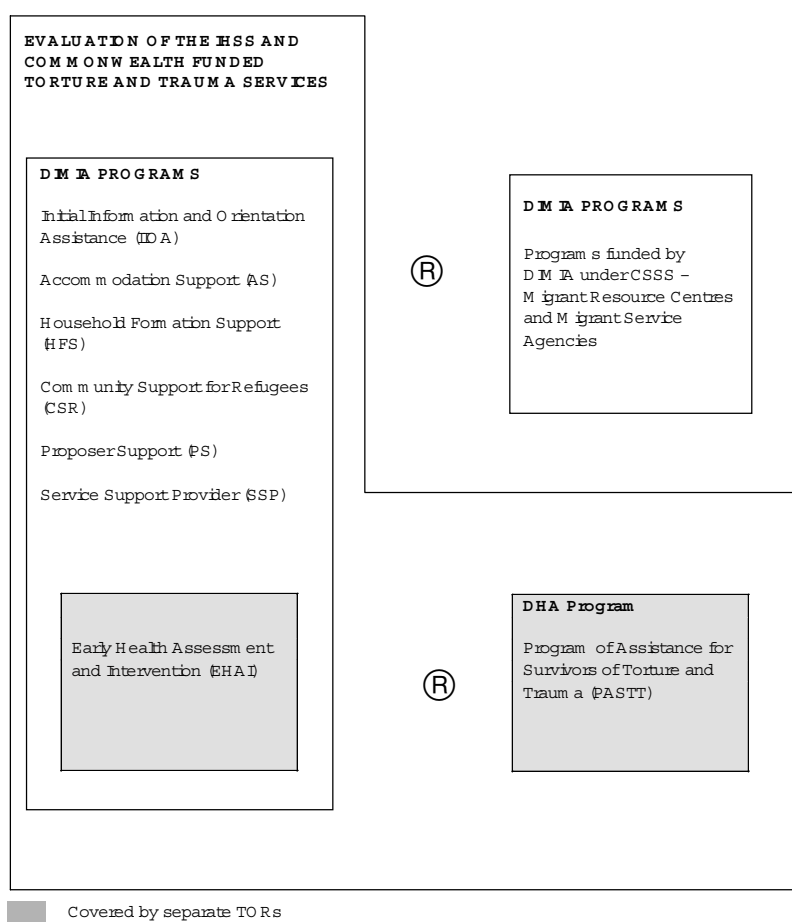 EVALUATION OF THE IHSS AND
COMMONWEALTH FUNDED
TORTURE AND TRAUMA SERVICES
DIMIA PROGRAMS
Initial Information and Orientation
Assistance (IIOA)
Accommodation Support (AS)
Household Formation Support
(HFS)
Community Support for Refugees
(CSR)
Proposer Support (PS)
Service Support Provider (SSP)
Early Health Assessment
and Intervention (EHAI)
®
DIMIA PROGRAMS
Programs funded by
DIMIA under CSSS –
Migrant Resource Centres
and Migrant Service
Agencies
®
DHA Program
Program of Assistance for
Survivors of Torture and
Trauma (PASTT)
Covered by separate TORs